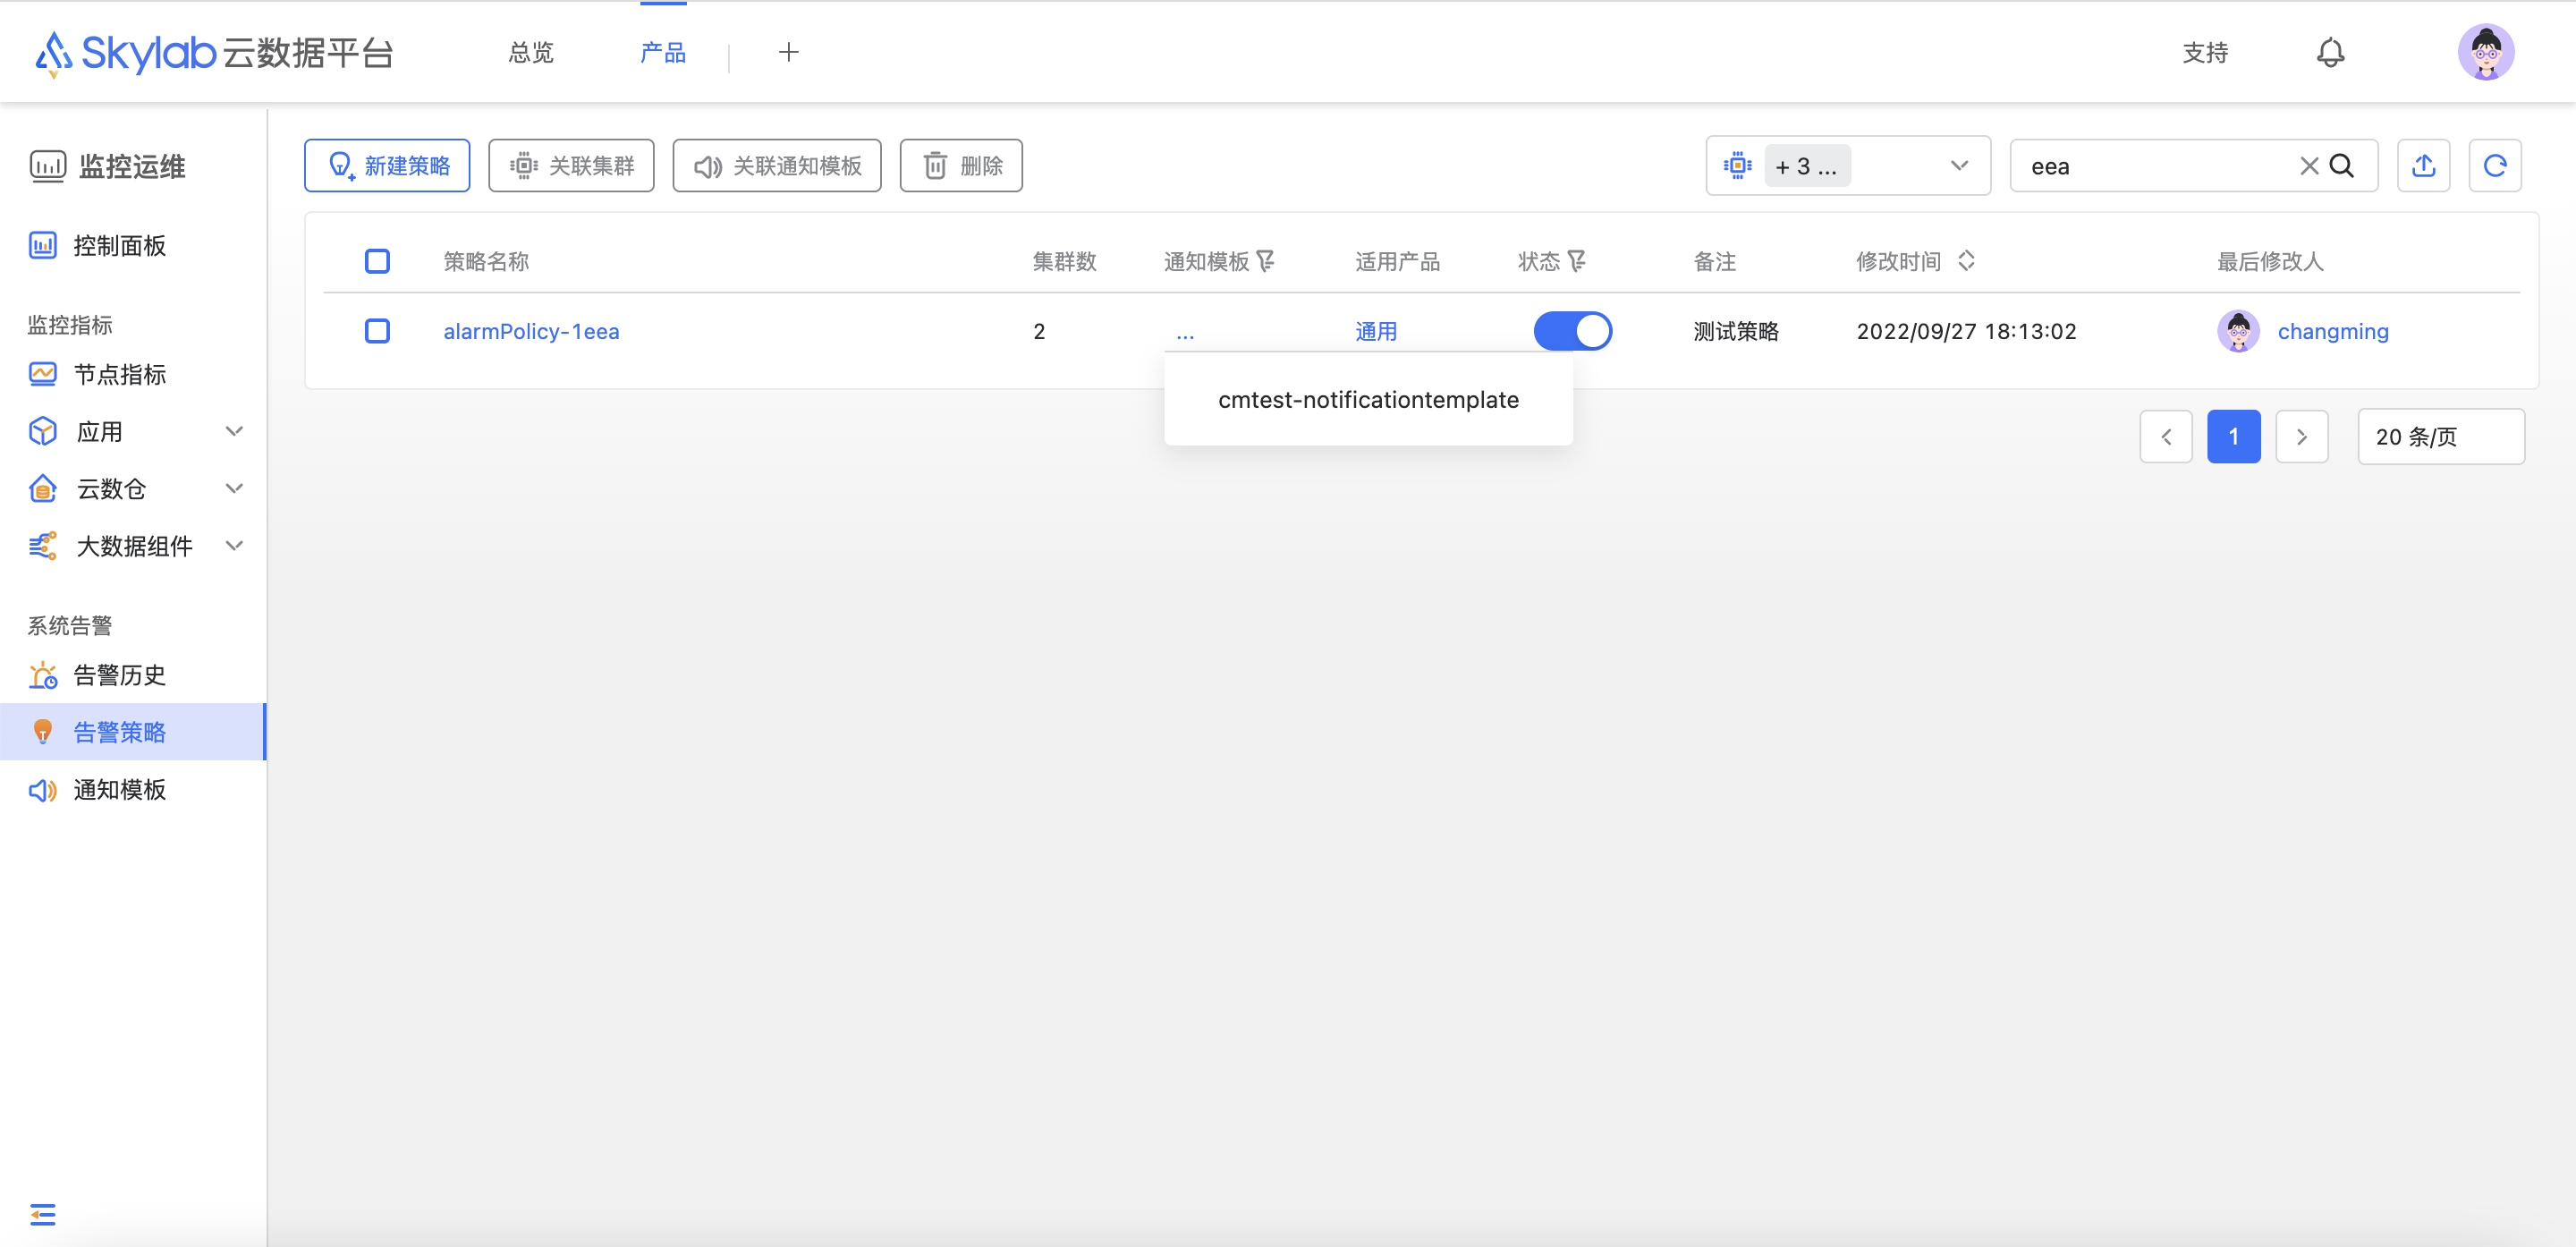 Skylab 云数据平台 总览 产品 支持
监控运维
控制面板
监控指标
节点指标
应用
云数仓
大数据组件
系统告警
告警历史
告警策略
通知模板
新建策略 关联集群 关联通知模板 删除 + 3 ... eea
策略名称 集群数 通知模板 适用产品 状态 备注 修改时间 最后修改人
alarmPolicy-1eea 2 ... 通用 测试策略 2022/09/27 18:13:02 changming
cmtest-notificationtemplate
1 20 条/页